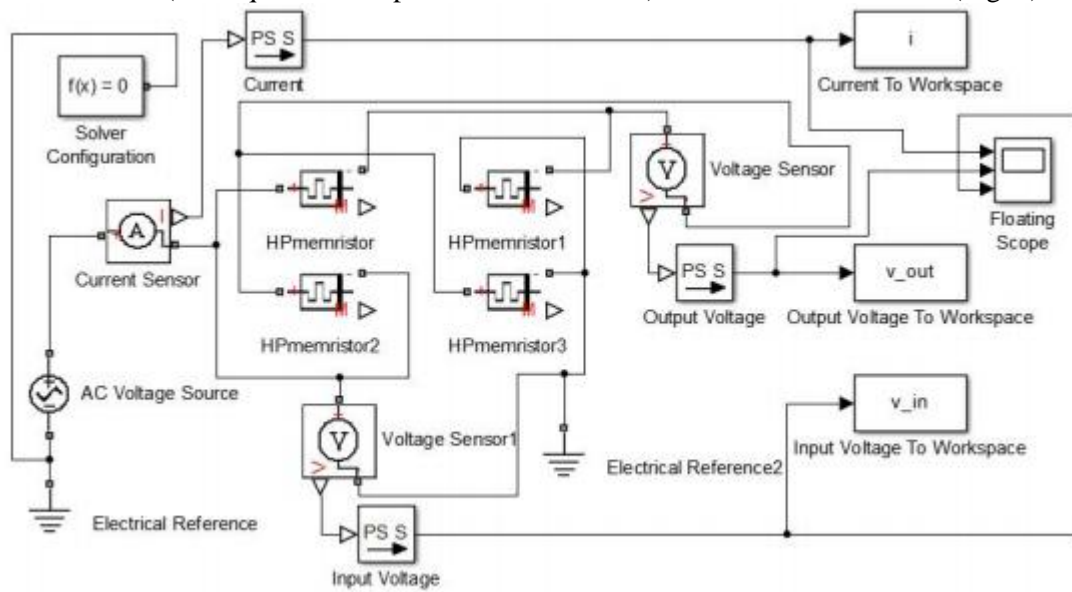 PS S
i
Current
Current To Workspace
f(x) = 0
Solver
Configuration
V
Voltage Sensor
M
M
HPmemristor
HPmemristor1
Floating
Scope
I
A
Current Sensor
PS S
v_out
M
M
Output Voltage
Output Voltage To Workspace
HPmemristor2
HPmemristor3
AC Voltage Source
v_in
V
Voltage Sensor1
Input Voltage To Workspace
Electrical Reference2
Electrical Reference
PS S
Input Voltage